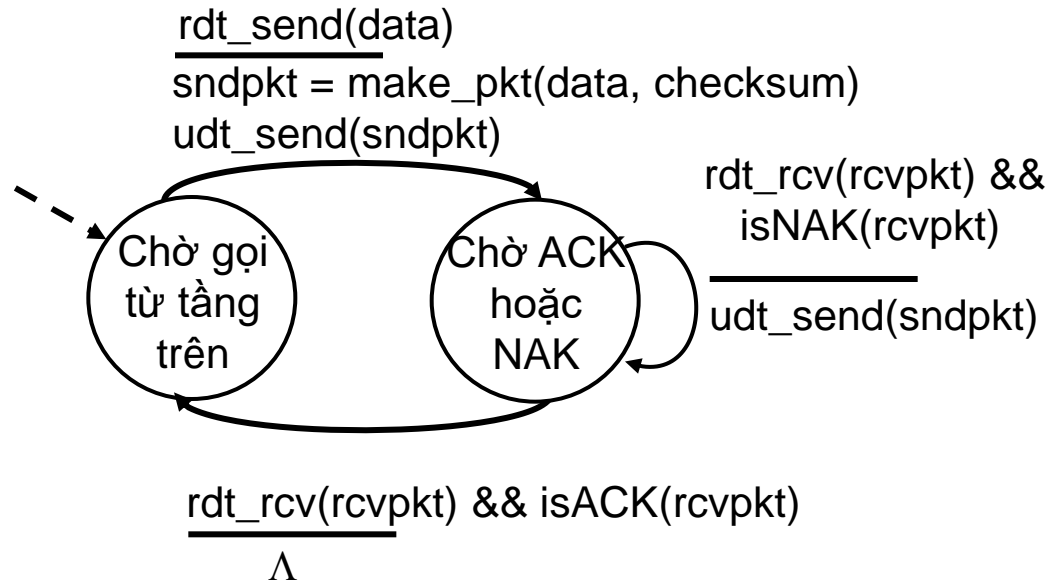 rdt_send(data)
sndpkt = make_pkt(data, checksum)
udt_send(sndpkt)
Chờ gọi
từ tầng
trên
Chờ ACK
hoặc
NAK
rdt_rcv(rcvpkt) &&
isNAK(rcvpkt)
udt_send(sndpkt)
rdt_rcv(rcvpkt) && isACK(rcvpkt)
Λ